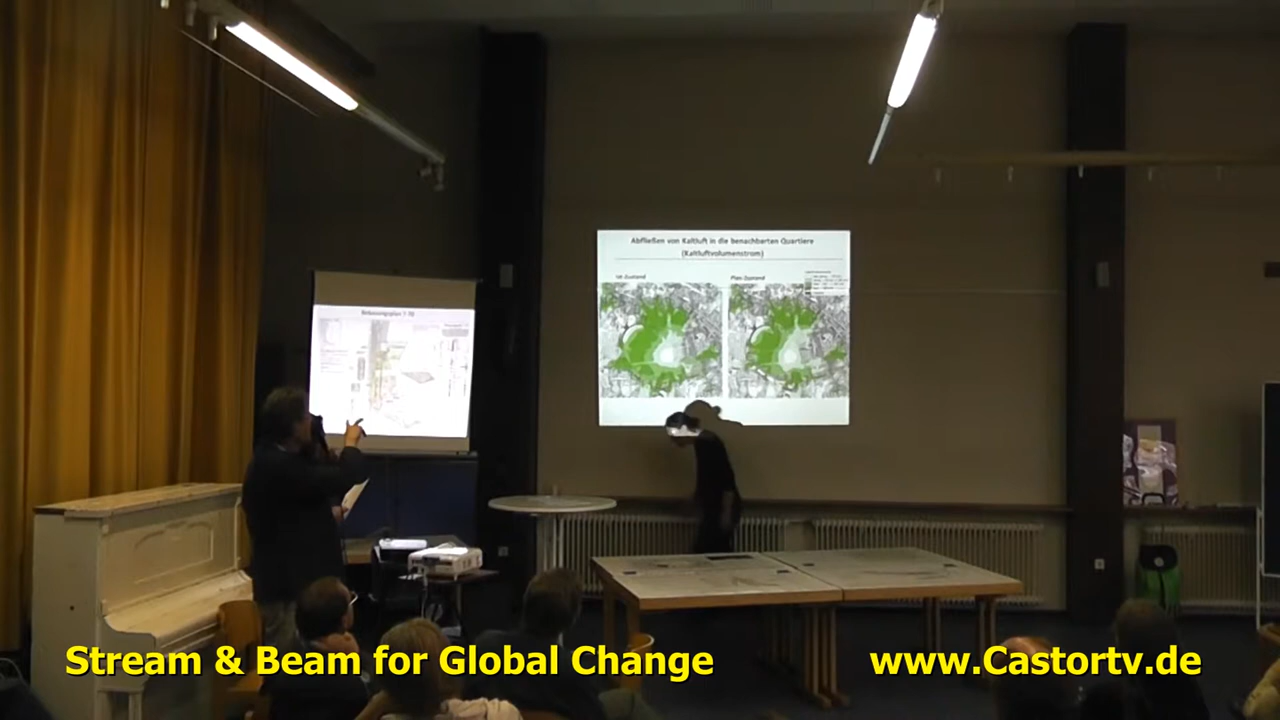 Abfließen von Kaltluft in die benachbarten Quartiere
(Kaltluftvolumenstrom)
Ist-Zustand
Plan-Zustand
Bebauungsplan 7-70
Stream & Beam for Global Change
www.Castortv.de